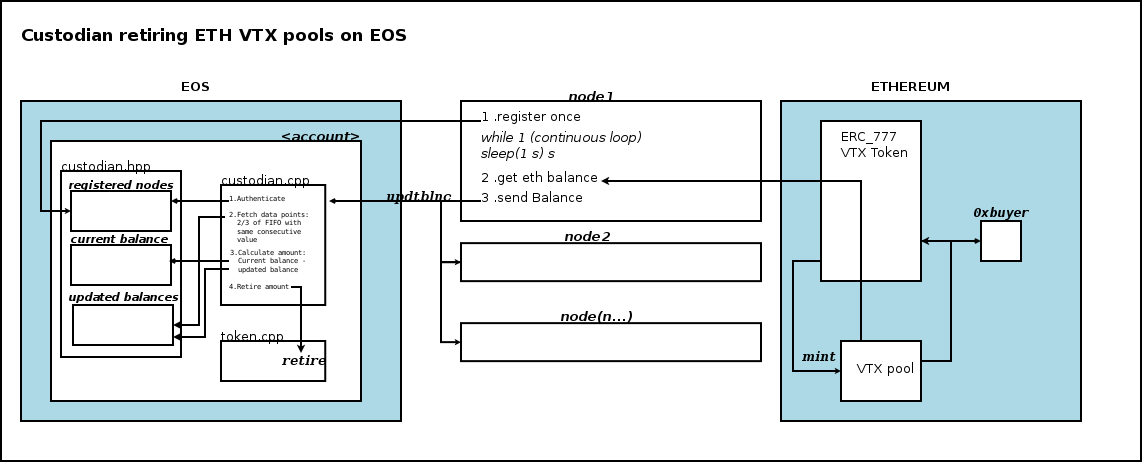 Custodian retiring ETH VTX pools on EOS
EOS
<account>
custodian.hpp
registered nodes
current balance
updated balances
custodian.cpp
1.Authenticate
2.Fetch data points:
2/3 of FIFO with
same consecutive
value
3.Calculate amount:
Current balance -
updated balance
4.Retire amount
token.cpp
retire
updtblnc
node1
1 .register once
while 1 (continuous loop)
sleep(1 s) s
2 .get eth balance
3 .send Balance
node2
node(n...)
ETHEREUM
ERC_777
VTX Token
0xbuyer
mint
VTX pool